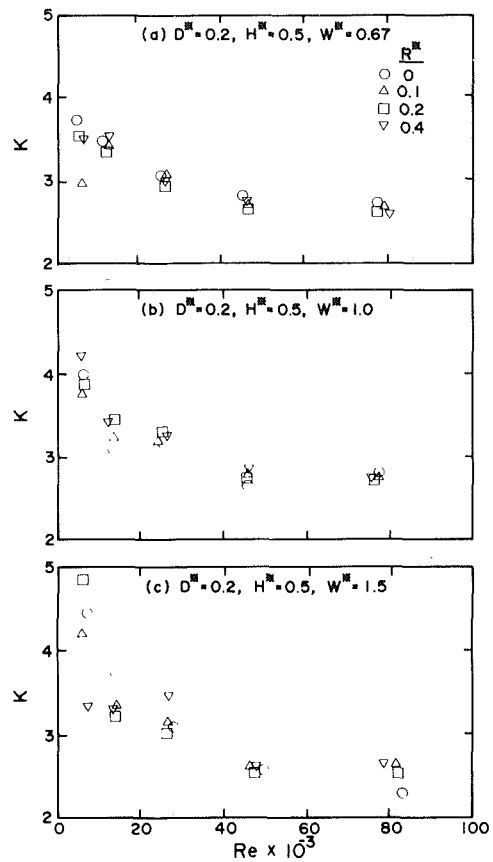 5
(a) D※=0.2, H※=0.5, W※=0.67
R※
0
0.1
0.2
0.4
4
K
3
2
5
(b) D※=0.2, H※=0.5, W※=1.0
4
K
3
2
5
(c) D※=0.2, H※=0.5, W※=1.5
4
K
3
2
0 20 40 60 80 100
Re × 10⁻³